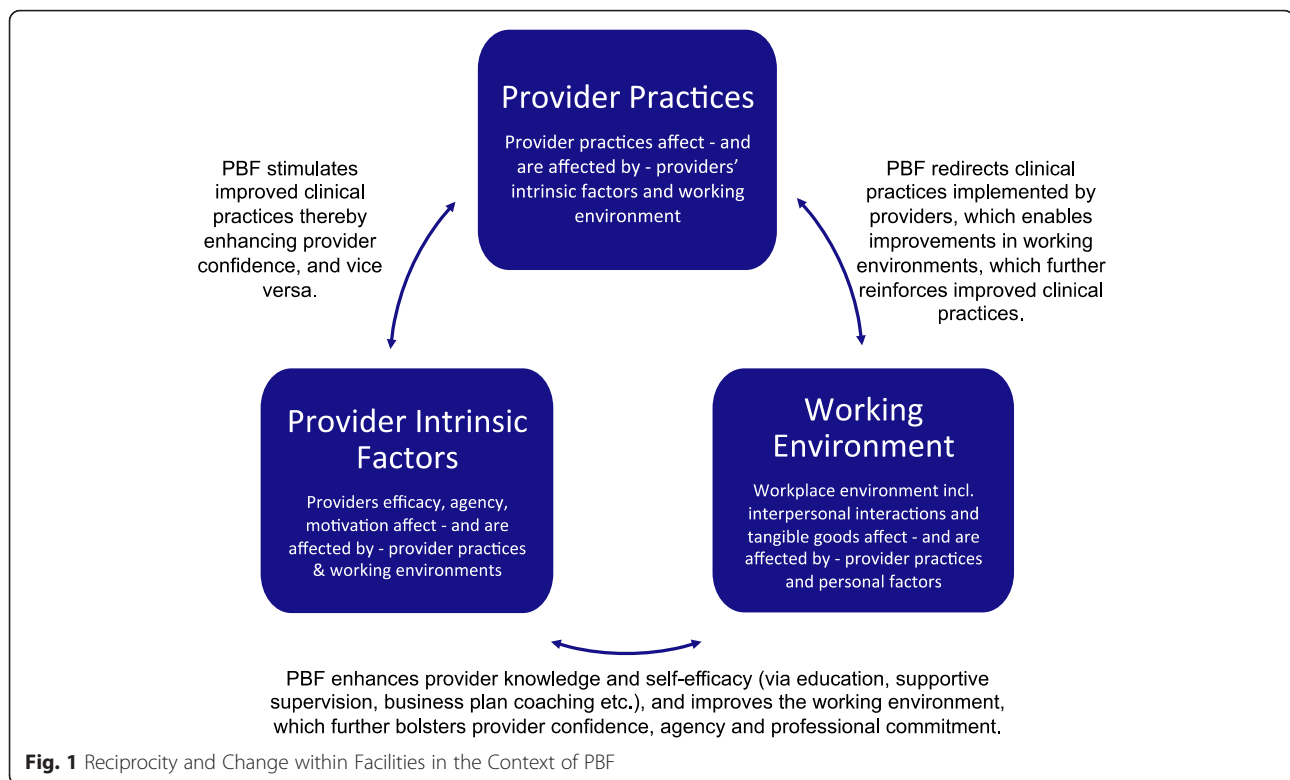 Provider Practices
Provider practices affect - and
are affected by - providers'
intrinsic factors and working
environment
PBF stimulates
improved clinical
practices thereby
enhancing provider
confidence, and vice
versa.
PBF redirects clinical
practices implemented by
providers, which enables
improvements in working
environments, which further
reinforces improved clinical
practices.
Provider Intrinsic
Factors
Providers efficacy, agency,
motivation affect - and are
affected by - provider practices
& working environments
Working
Environment
Workplace environment incl.
interpersonal interactions and
tangible goods affect - and are
affected by - provider practices
and personal factors
PBF enhances provider knowledge and self-efficacy (via education, supportive
supervision, business plan coaching etc.), and improves the working environment,
which further bolsters provider confidence, agency and professional commitment.
Fig. 1 Reciprocity and Change within Facilities in the Context of PBF